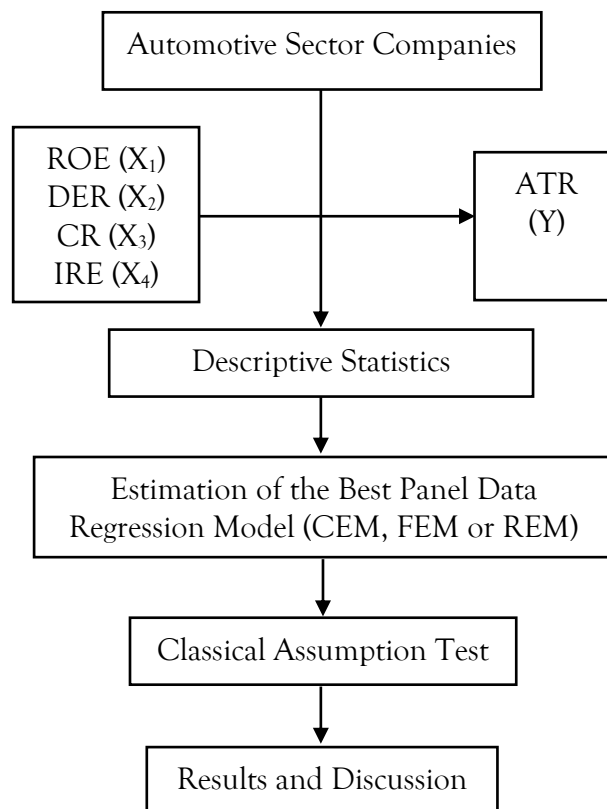 Automotive Sector Companies
ROE (X₁)
DER (X₂)
CR (X₃)
IRE (X₄)
ATR
(Y)
Descriptive Statistics
Estimation of the Best Panel Data
Regression Model (CEM, FEM or REM)
Classical Assumption Test
Results and Discussion